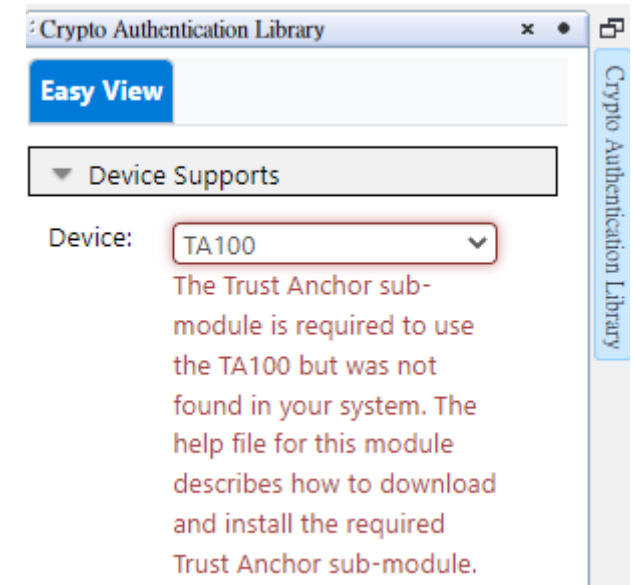 Crypto Authentication Library
Easy View
Device Supports
Device:
TA100
The Trust Anchor sub-
module is required to use
the TA100 but was not
found in your system. The
help file for this module
describes how to download
and install the required
Trust Anchor sub-module.
Crypto Authentication Library